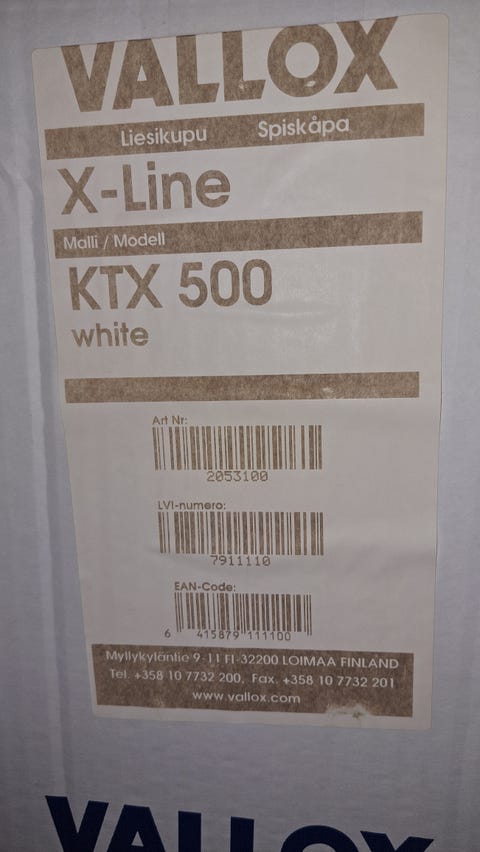 VALLOX
Liesikupu Spiskåpa
X-Line
Malli / Modell
KTX 500
white
Art Nr:
2053100
LVI-numero:
7911110
EAN-Code:
6 415879 111100
Myllykyläntie 9-11 FI-32200 LOIMAA FINLAND
Tel. +358 10 7732 200, Fax. +358 10 7732 201
www.vallox.com
VALLOX